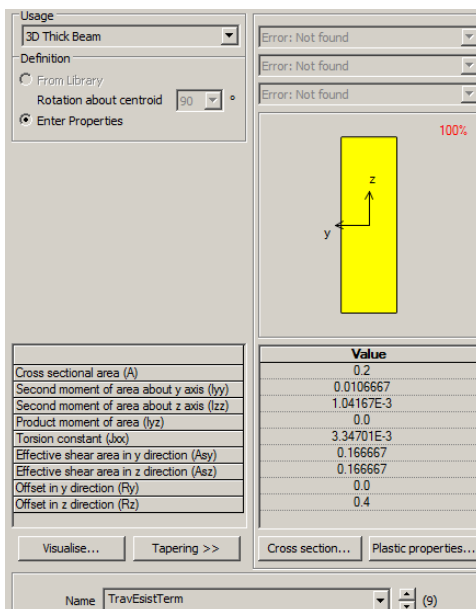 Usage
3D Thick Beam
Definition
From Library
Rotation about centroid 90 °
Enter Properties
Error: Not found
Error: Not found
Error: Not found
100%
z
y
Value
Cross sectional area (A) 0.2
Second moment of area about y axis (Iyy) 0.0106667
Second moment of area about z axis (Izz) 1.04167E-3
Product moment of area (Iyz) 0.0
Torsion constant (Jxx) 3.34701E-3
Effective shear area in y direction (Asy) 0.166667
Effective shear area in z direction (Asz) 0.166667
Offset in y direction (Ry) 0.0
Offset in z direction (Rz) 0.4
Visualise... Tapering >> Cross section... Plastic properties...
Name TravEsistTerm (9)